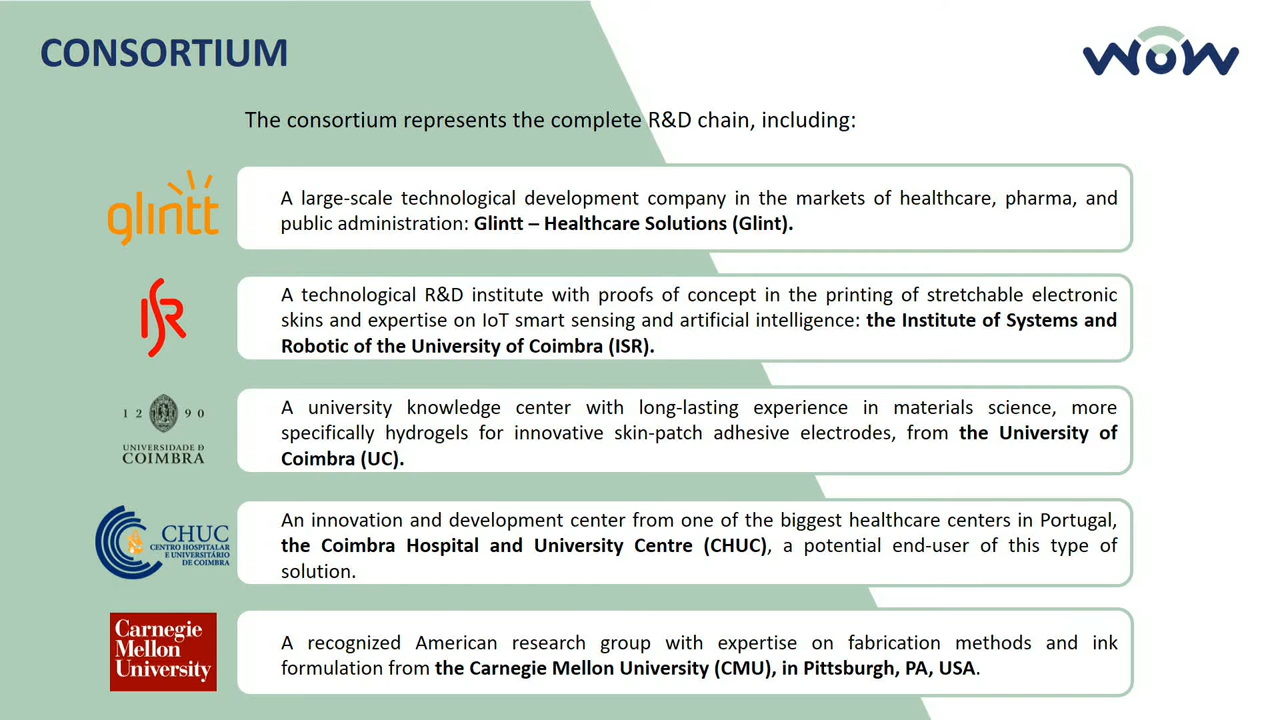 CONSORTIUM
WOW
The consortium represents the complete R&D chain, including:
glintt
A large-scale technological development company in the markets of healthcare, pharma, and
public administration: Glintt – Healthcare Solutions (Glint).
ISR
A technological R&D institute with proofs of concept in the printing of stretchable electronic
skins and expertise on IoT smart sensing and artificial intelligence: the Institute of Systems and
Robotic of the University of Coimbra (ISR).
1 2 9 0
UNIVERSIDADE Ð
COIMBRA
A university knowledge center with long-lasting experience in materials science, more
specifically hydrogels for innovative skin-patch adhesive electrodes, from the University of
Coimbra (UC).
CHUC
CENTRO HOSPITALAR
E UNIVERSITÁRIO
DE COIMBRA
An innovation and development center from one of the biggest healthcare centers in Portugal,
the Coimbra Hospital and University Centre (CHUC), a potential end-user of this type of
solution.
Carnegie
Mellon
University
A recognized American research group with expertise on fabrication methods and ink
formulation from the Carnegie Mellon University (CMU), in Pittsburgh, PA, USA.